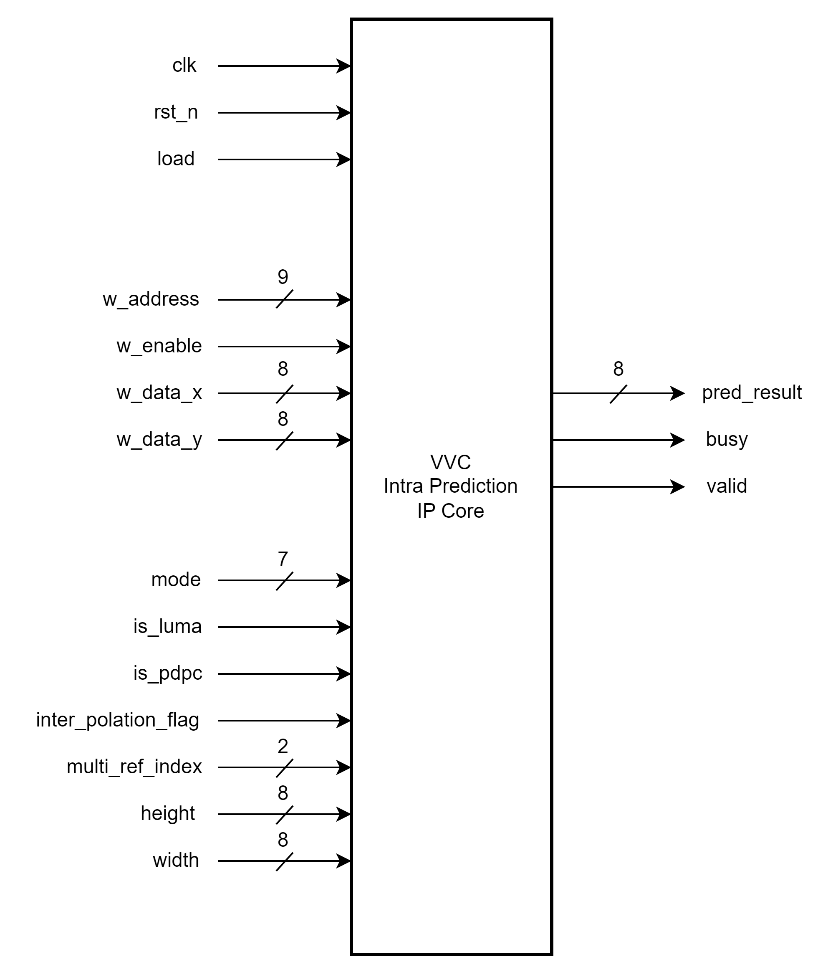 clk
rst_n
load
9
w_address
w_enable
8
w_data_x
8
w_data_y
7
mode
is_luma
is_pdpc
inter_polation_flag
2
multi_ref_index
8
height
8
width
VVC
Intra Prediction
IP Core
8
pred_result
busy
valid